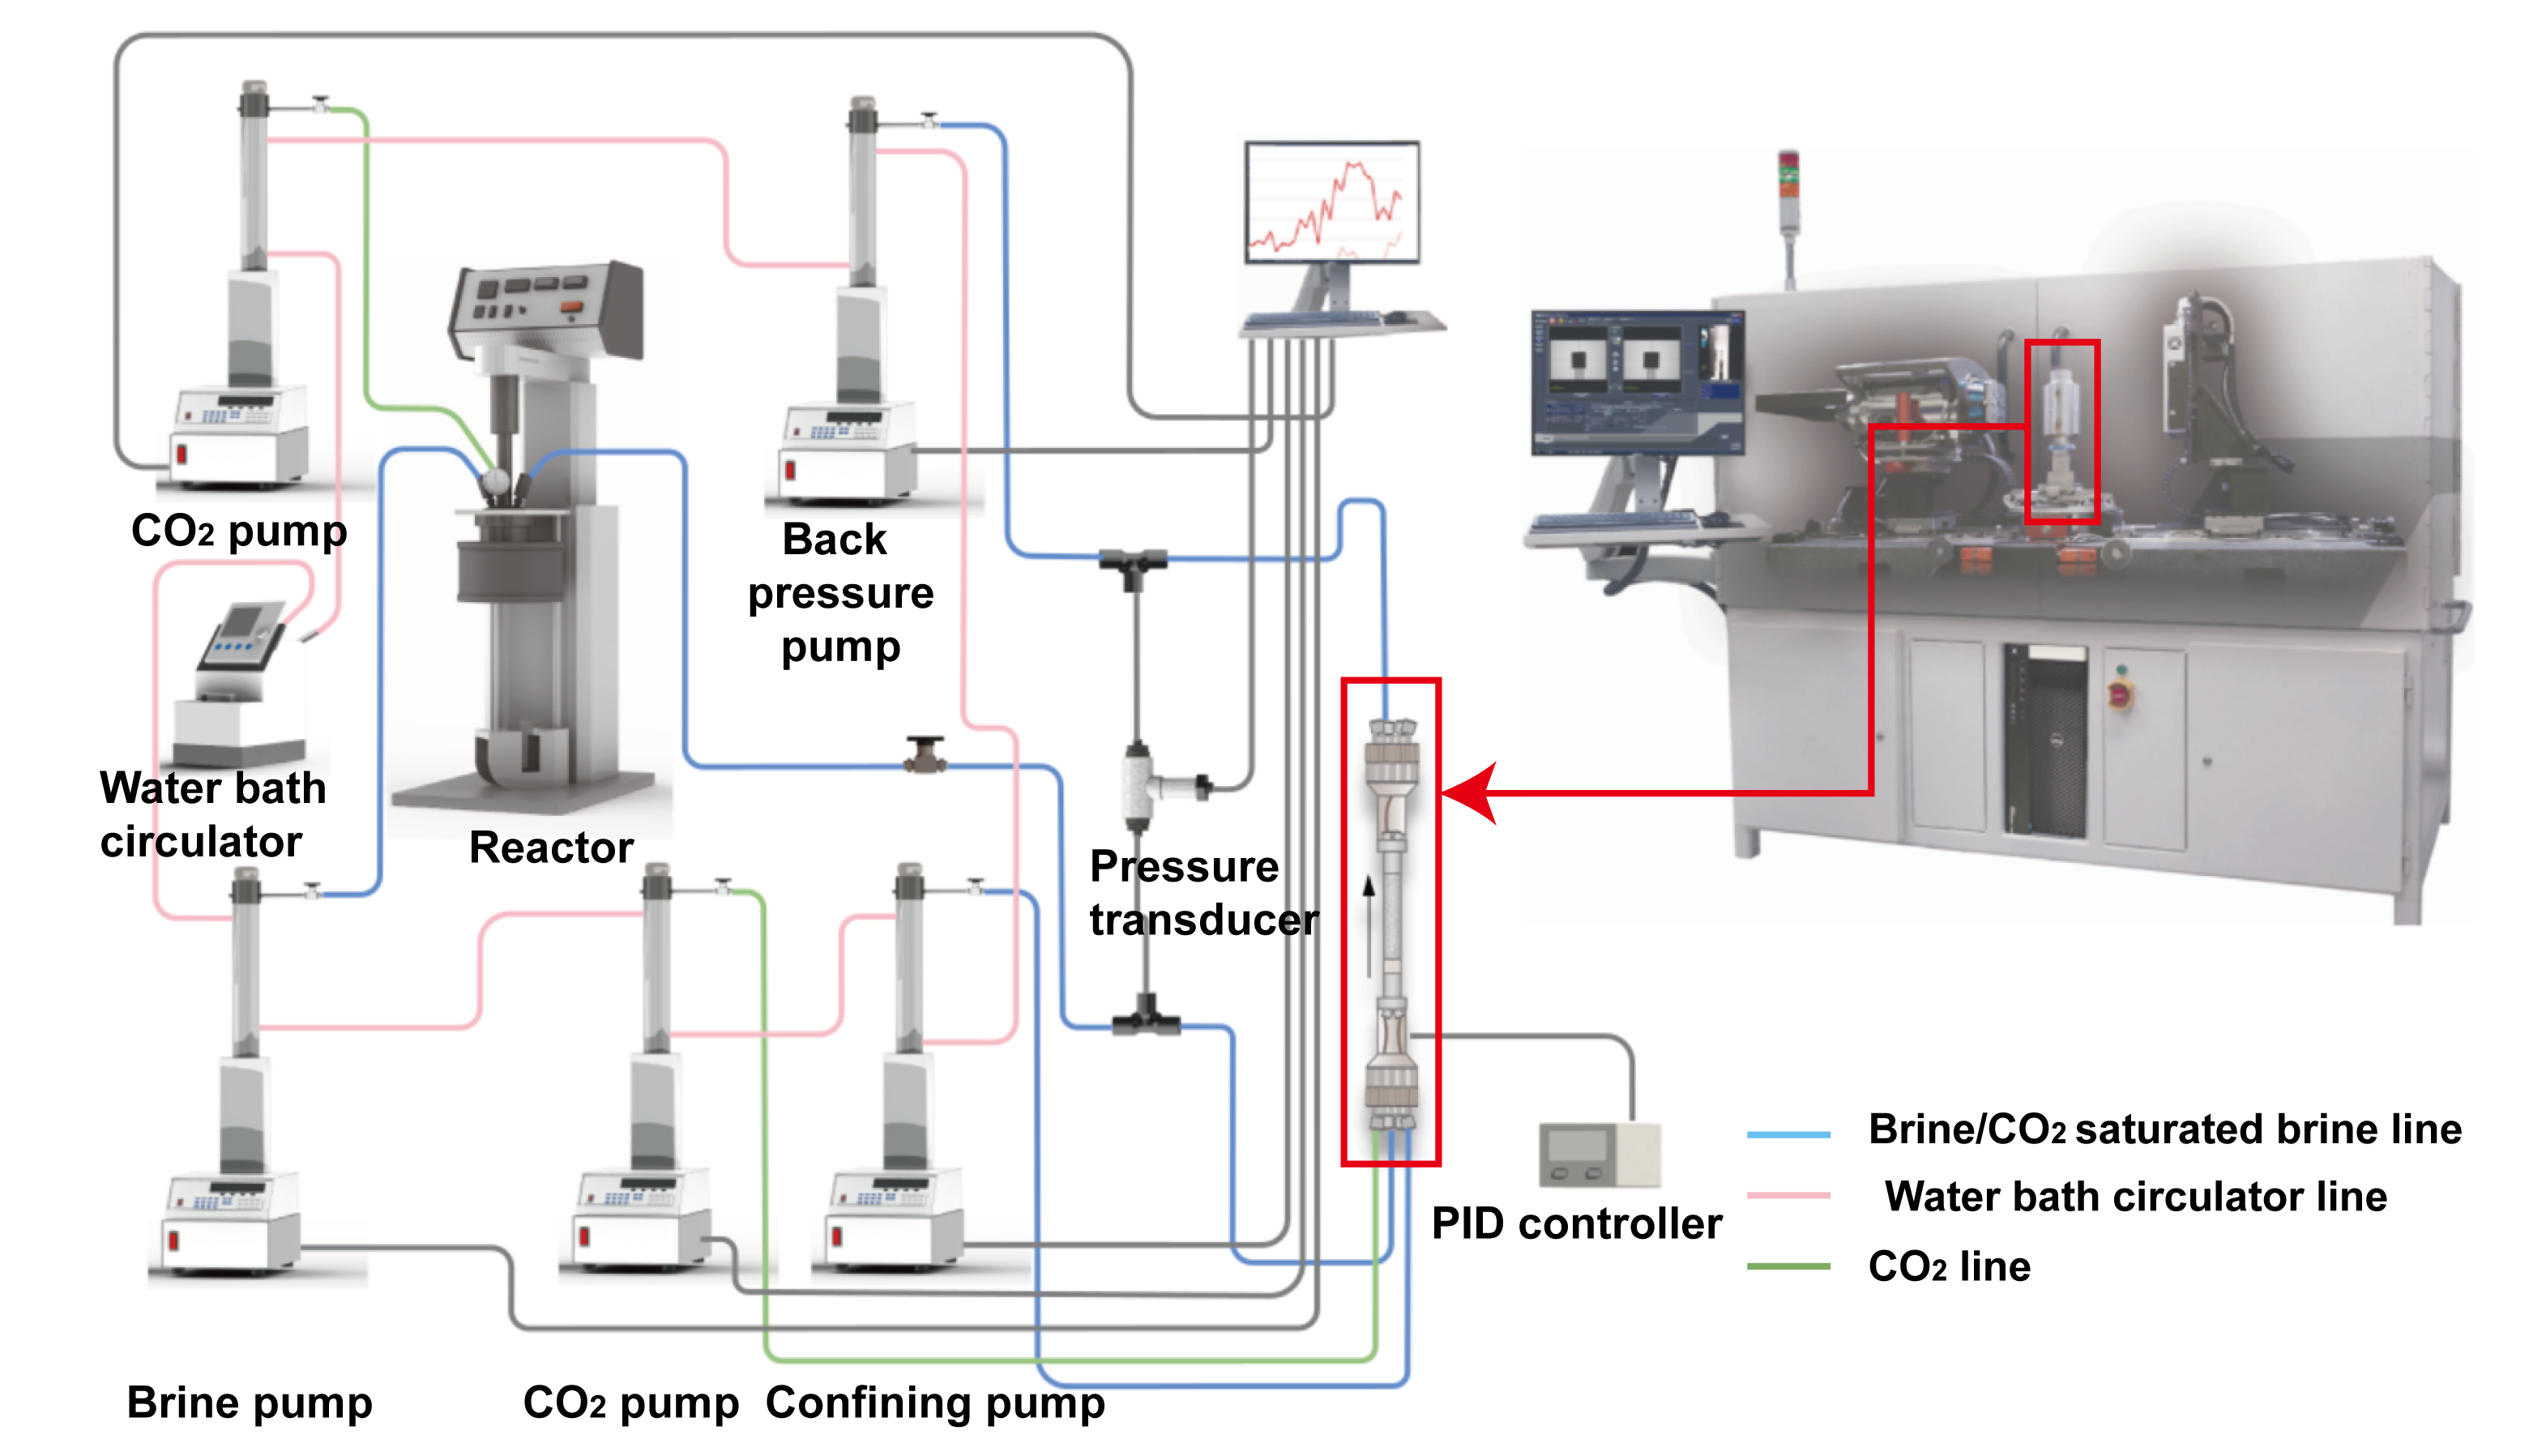 CO₂ pump
Back
pressure
pump
Water bath
circulator
Reactor
Pressure
transducer
PID controller
Brine/CO₂ saturated brine line
Water bath circulator line
CO₂ line
Brine pump
CO₂ pump
Confining pump